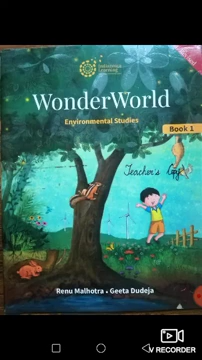 WonderWorld
Environmental Studies
Book 1
Teacher's Copy
Renu Malhotra • Geeta Dudeja
V RECORDER